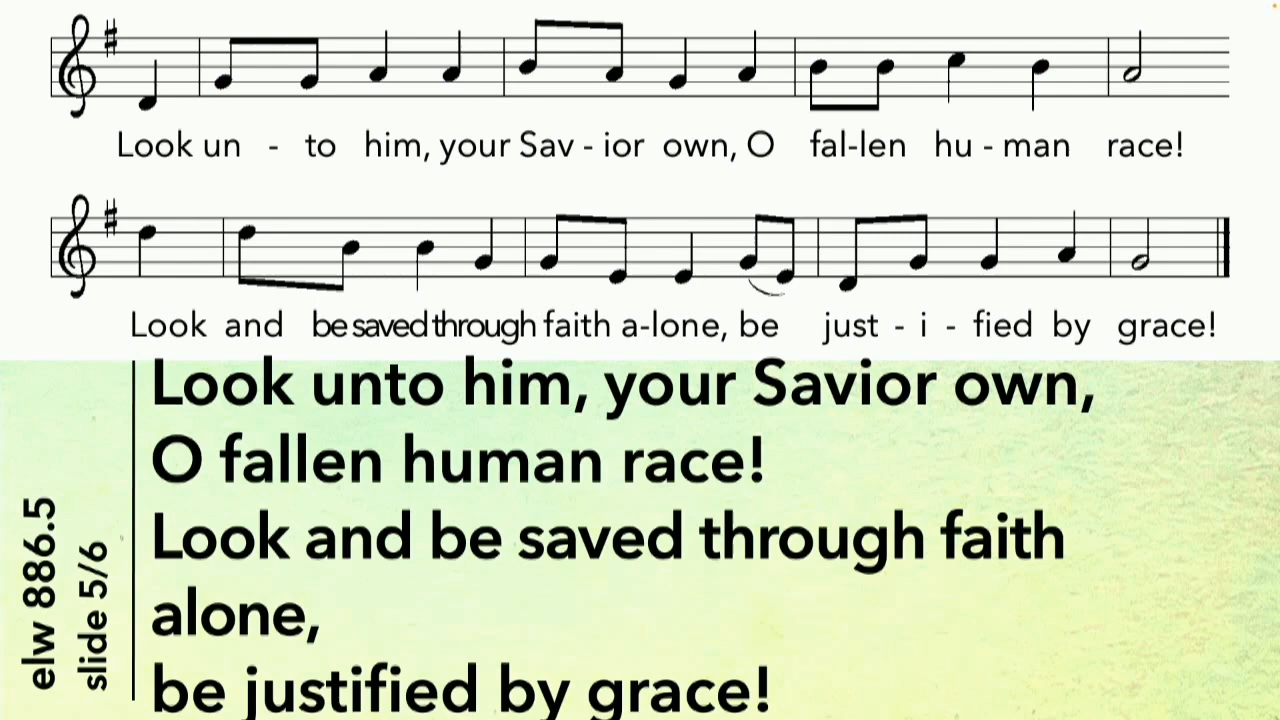 Look un - to him, your Sav - ior own, O fal-len hu - man race!
Look and be saved through faith a-lone, be just - i - fied by grace!
Look unto him, your Savior own,
O fallen human race!
Look and be saved through faith
alone,
be justified by grace!
elw 886.5
slide 5/6